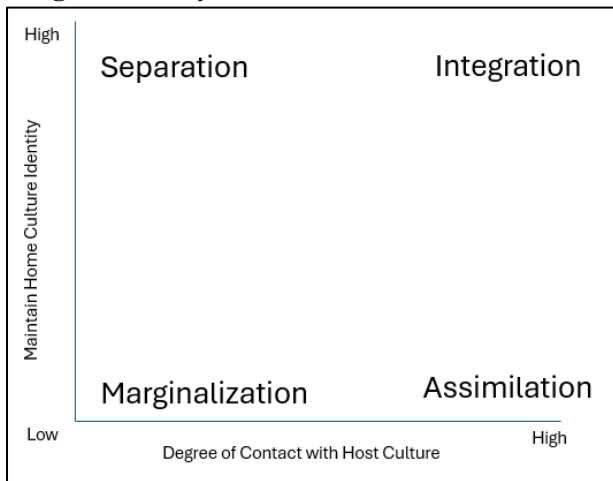 High
Separation Integration
Maintain Home Culture Identity
Marginalization Assimilation
Low
High
Degree of Contact with Host Culture